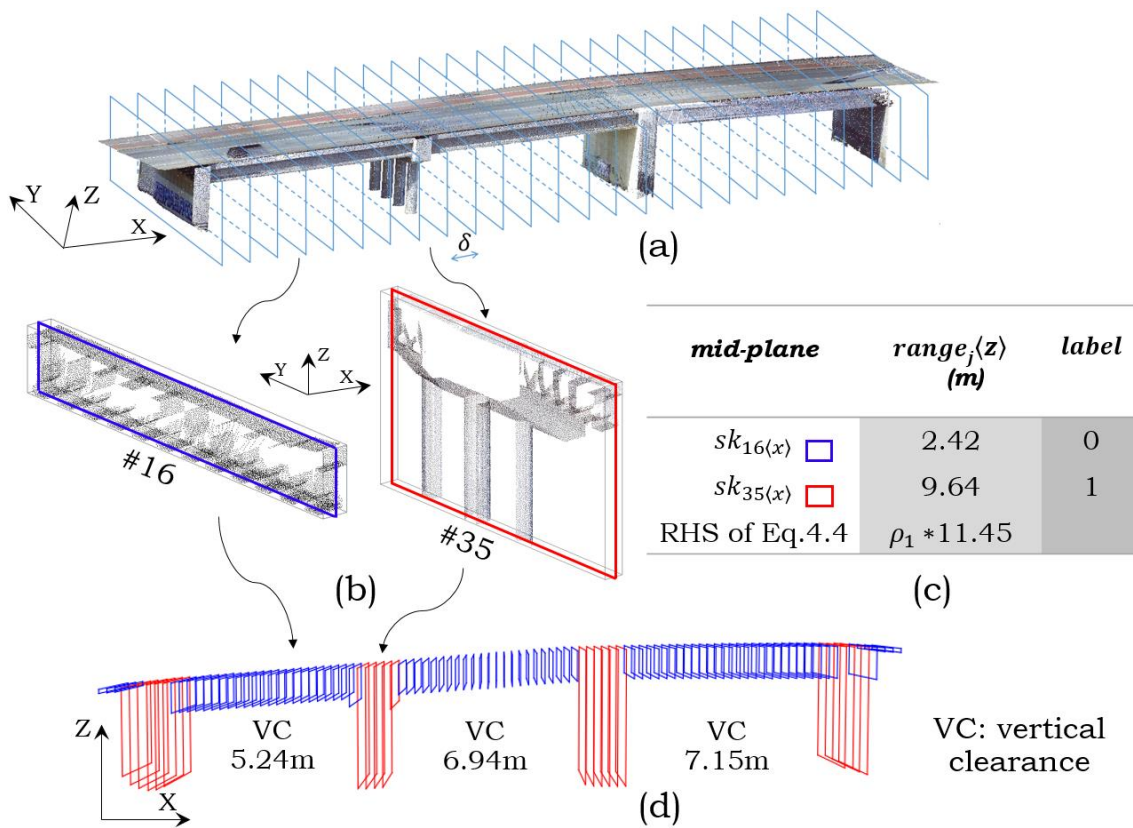 Y
Z
X
δ
(a)
Y
Z
X
#16
#35
(b)
mid-plane
range_j⟨z⟩
(m)
label
sk_16⟨x⟩
2.42
0
sk_35⟨x⟩
9.64
1
RHS of Eq.4.4
ρ_1 *11.45
(c)
Z
X
VC
5.24m
VC
6.94m
VC
7.15m
VC: vertical
clearance
(d)